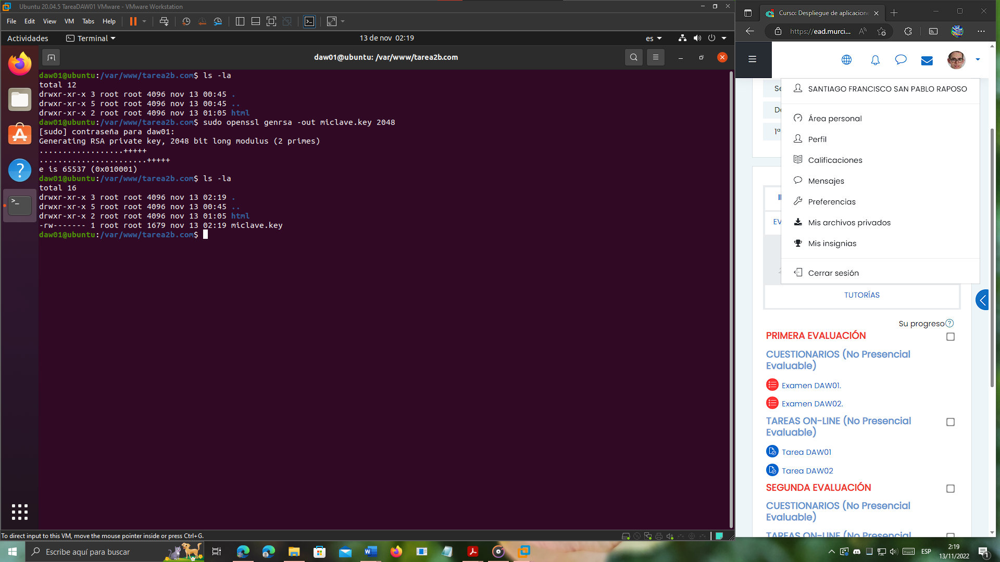 Ubuntu 20.04.5 TareaDAW01 VMware - VMware Workstation
File Edit View VM Tabs Help
Actividades
Terminal
13 de nov 02:19
es
daw01@ubuntu: /var/www/tarea2b.com
daw01@ubuntu:/var/www/tarea2b.com$ ls -la
total 12
drwxr-xr-x 3 root root 4096 nov 13 00:45 .
drwxr-xr-x 5 root root 4096 nov 13 00:45 ..
drwxr-xr-x 2 root root 4096 nov 13 01:05 html
daw01@ubuntu:/var/www/tarea2b.com$ sudo openssl genrsa -out miclave.key 2048
[sudo] contraseña para daw01:
Generating RSA private key, 2048 bit long modulus (2 primes)
..................+++++
.......................+++++
e is 65537 (0x010001)
daw01@ubuntu:/var/www/tarea2b.com$ ls -la
total 16
drwxr-xr-x 3 root root 4096 nov 13 02:19 .
drwxr-xr-x 5 root root 4096 nov 13 00:45 ..
drwxr-xr-x 2 root root 4096 nov 13 01:05 html
-rw------- 1 root root 1679 nov 13 02:19 miclave.key
daw01@ubuntu:/var/www/tarea2b.com$
To direct input to this VM, move the mouse pointer inside or press Ctrl+G.
Curso: Despliegue de aplicacione
https://ead.murci...
SANTIAGO FRANCISCO SAN PABLO RAPOSO
Área personal
Perfil
Calificaciones
Mensajes
Preferencias
Mis archivos privados
Mis insignias
Cerrar sesión
Se
De
1ª
EV
TUTORÍAS
Su progreso
PRIMERA EVALUACIÓN
CUESTIONARIOS (No Presencial
Evaluable)
Examen DAW01.
Examen DAW02.
TAREAS ON-LINE (No Presencial
Evaluable)
Tarea DAW01
Tarea DAW02
SEGUNDA EVALUACIÓN
CUESTIONARIOS (No Presencial
Evaluable)
TAREAS ON-LINE (No Presencial
Escribe aquí para buscar
ESP
2:19
13/11/2022
1